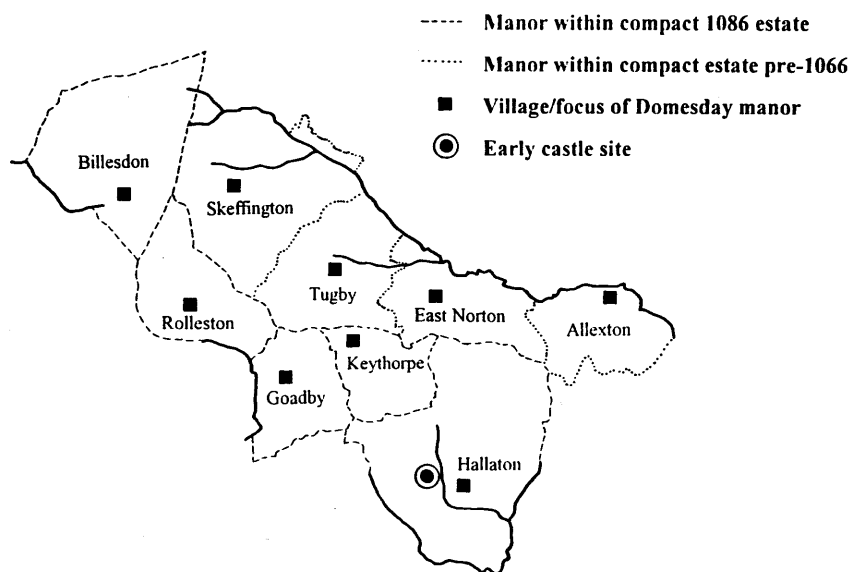 Manor within compact 1086 estate
Manor within compact estate pre-1066
Village/focus of Domesday manor
Early castle site
Billesdon
Skeffington
Tugby
East Norton
Allexton
Rolleston
Keythorpe
Goadby
Hallaton